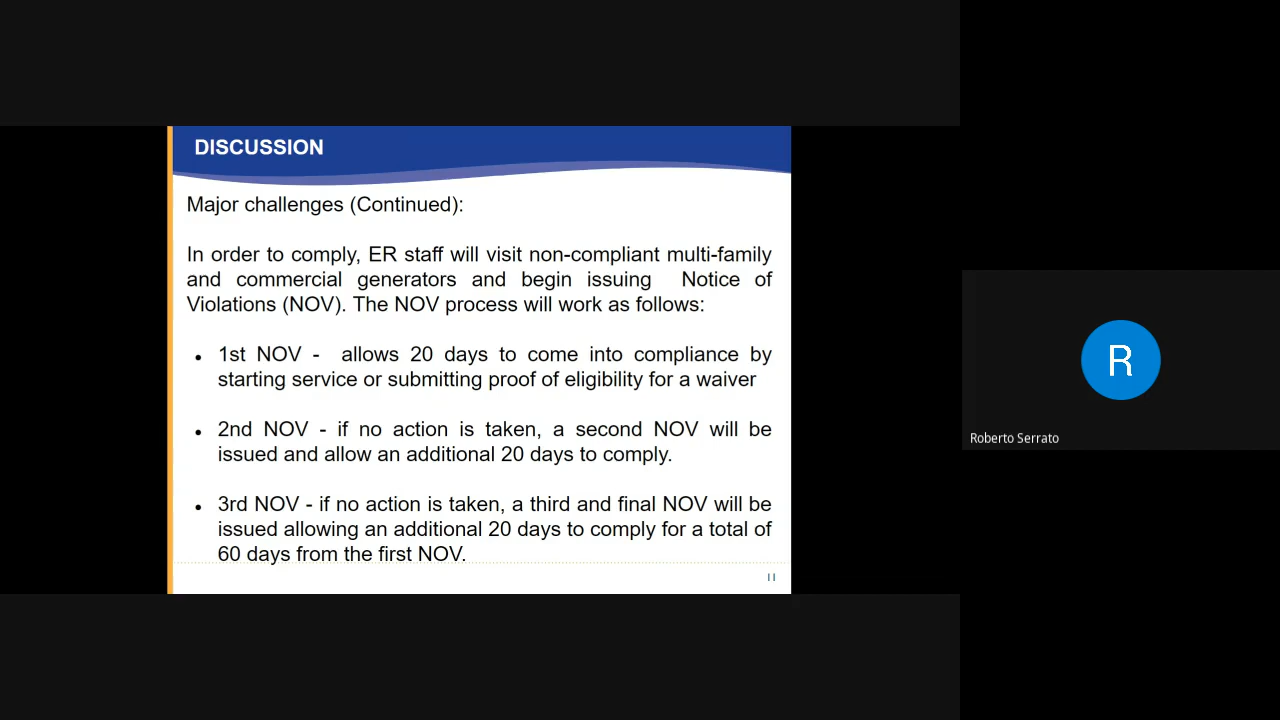 DISCUSSION
Major challenges (Continued):
In order to comply, ER staff will visit non-compliant multi-family
and commercial generators and begin issuing Notice of
Violations (NOV). The NOV process will work as follows:
• 1st NOV - allows 20 days to come into compliance by
starting service or submitting proof of eligibility for a waiver
• 2nd NOV - if no action is taken, a second NOV will be
issued and allow an additional 20 days to comply.
• 3rd NOV - if no action is taken, a third and final NOV will be
issued allowing an additional 20 days to comply for a total of
60 days from the first NOV.
11
R
Roberto Serrato